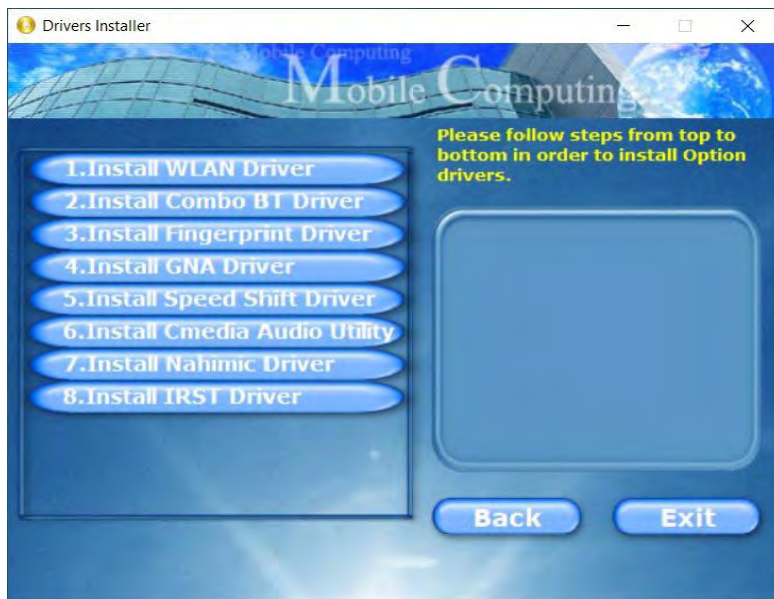 Drivers Installer
Mobile Computing
Mobile Computing
Please follow steps from top to
bottom in order to install Option
drivers.
1.Install WLAN Driver
2.Install Combo BT Driver
3.Install Fingerprint Driver
4.Install GNA Driver
5.Install Speed Shift Driver
6.Install Cmedia Audio Utility
7.Install Nahimic Driver
8.Install IRST Driver
Back
Exit